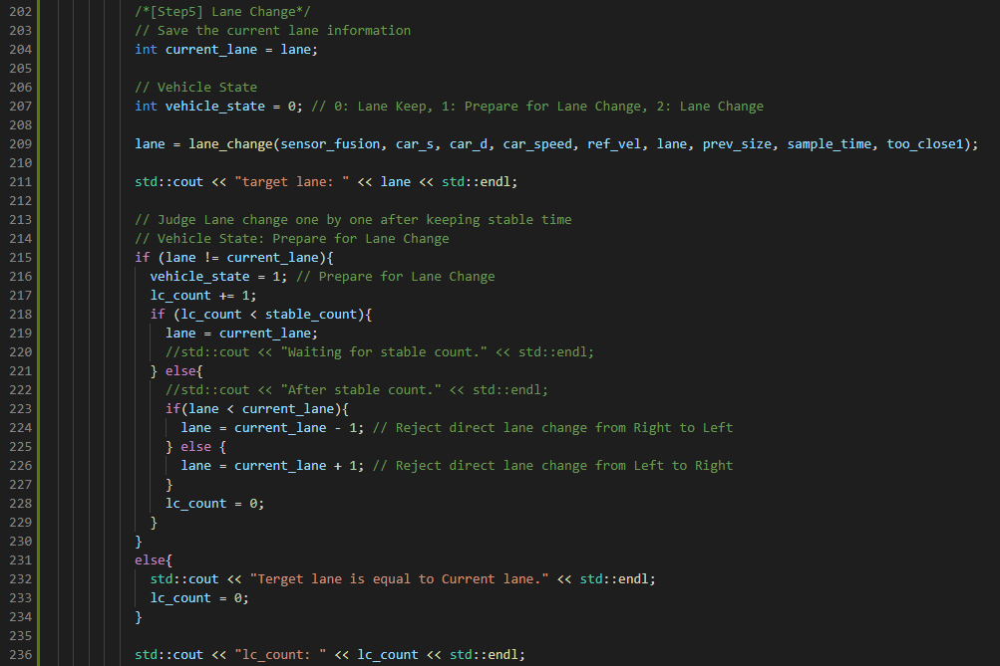 202 /*[Step5] Lane Change*/
203 // Save the current lane information
204 int current_lane = lane;
205
206 // Vehicle State
207 int vehicle_state = 0; // 0: Lane Keep, 1: Prepare for Lane Change, 2: Lane Change
208
209 lane = lane_change(sensor_fusion, car_s, car_d, car_speed, ref_vel, lane, prev_size, sample_time, too_close1);
210
211 std::cout << "target lane: " << lane << std::endl;
212
213 // Judge Lane change one by one after keeping stable time
214 // Vehicle State: Prepare for Lane Change
215 if (lane != current_lane){
216 vehicle_state = 1; // Prepare for Lane Change
217 lc_count += 1;
218 if (lc_count < stable_count){
219 lane = current_lane;
220 //std::cout << "Waiting for stable count." << std::endl;
221 } else{
222 //std::cout << "After stable count." << std::endl;
223 if(lane < current_lane){
224 lane = current_lane - 1; // Reject direct lane change from Right to Left
225 } else {
226 lane = current_lane + 1; // Reject direct lane change from Left to Right
227 }
228 lc_count = 0;
229 }
230 }
231 else{
232 std::cout << "Terget lane is equal to Current lane." << std::endl;
233 lc_count = 0;
234 }
235
236 std::cout << "lc_count: " << lc_count << std::endl;